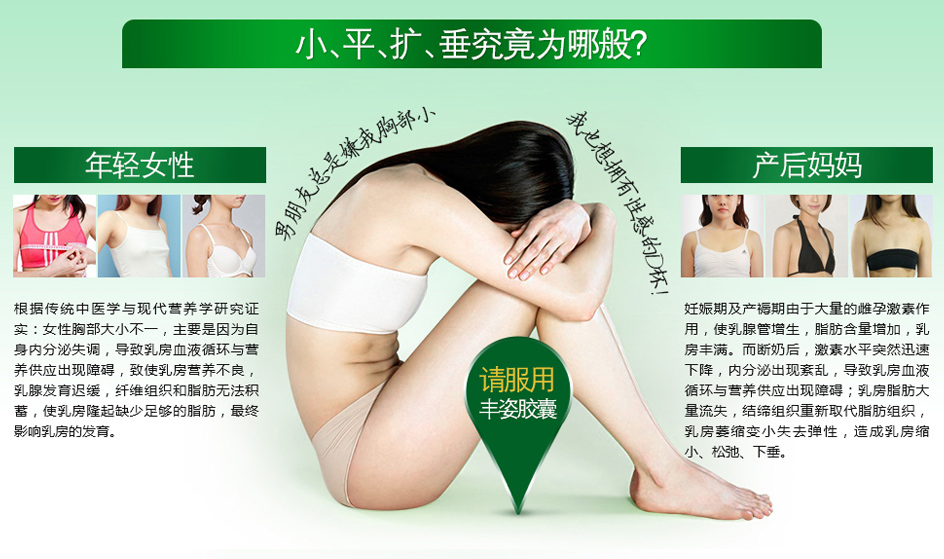 小、平、扩、垂究竟为哪般?
男朋友总是嫌我胸部小
我也想拥有性感的D杯!
年轻女性
根据传统中医学与现代营养学研究证
实：女性胸部大小不一，主要是因为自
身内分泌失调，导致乳房血液循环与营
养供应出现障碍，致使乳房营养不良，
乳腺发育迟缓，纤维组织和脂肪无法积
蓄，使乳房隆起缺少足够的脂肪，最终
影响乳房的发育。
请服用
丰姿胶囊
产后妈妈
妊娠期及产褥期由于大量的雌孕激素作
用，使乳腺管增生，脂肪含量增加，乳
房丰满。而断奶后，激素水平突然迅速
下降，内分泌出现紊乱，导致乳房血液
循环与营养供应出现障碍；乳房脂肪大
量流失，结缔组织重新取代脂肪组织，
乳房萎缩变小失去弹性，造成乳房缩
小、松弛、下垂。